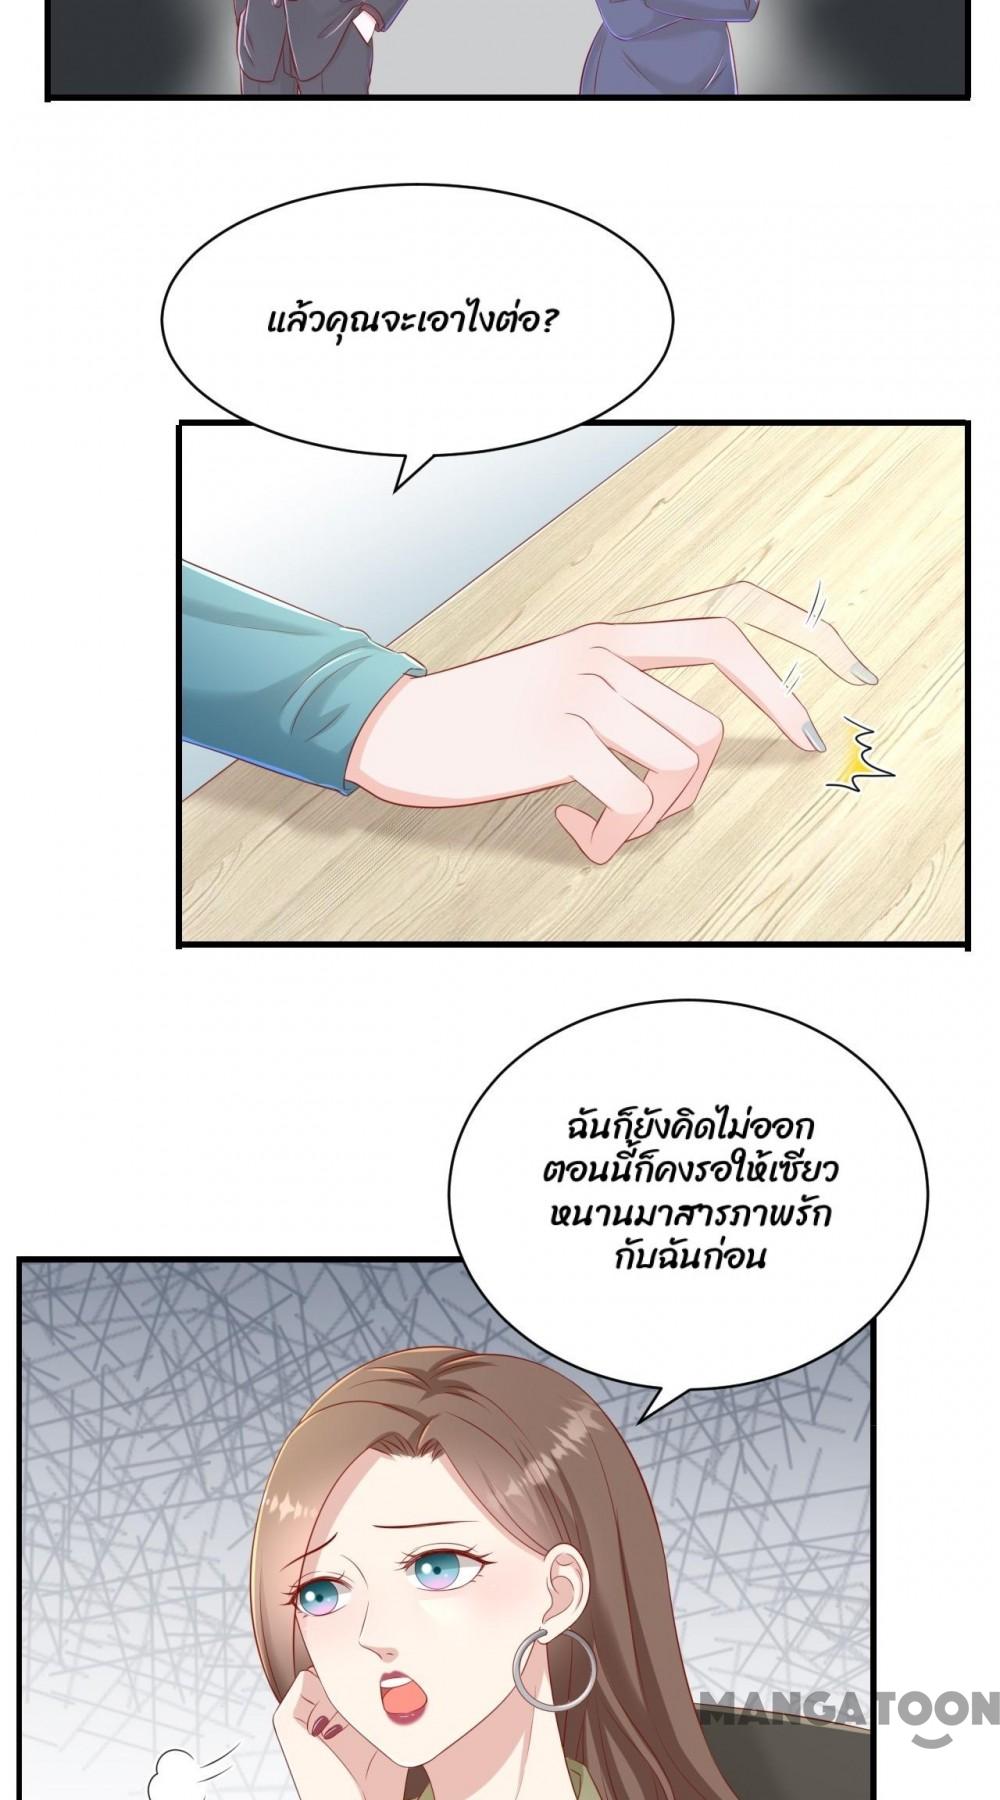 แล้วคุณจะเอาไงต่อ?
ฉันก็ยังคิดไม่ออก
ตอนนี้ก็คงรอให้เซียว
หนานมาสารภาพรัก
กับฉันก่อน
MANGATOON